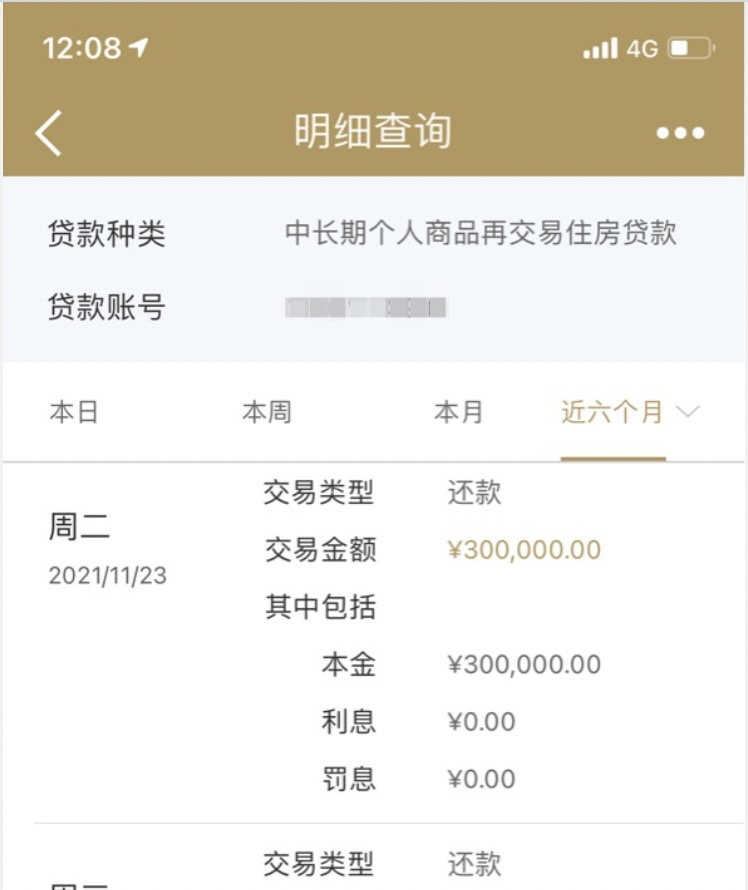 12:08 4G
明细查询
贷款种类 中长期个人商品再交易住房贷款
贷款账号
本日 本周 本月 近六个月
交易类型 还款
周二
交易金额 ¥300,000.00
2021/11/23
其中包括
本金 ¥300,000.00
利息 ¥0.00
罚息 ¥0.00
交易类型 还款